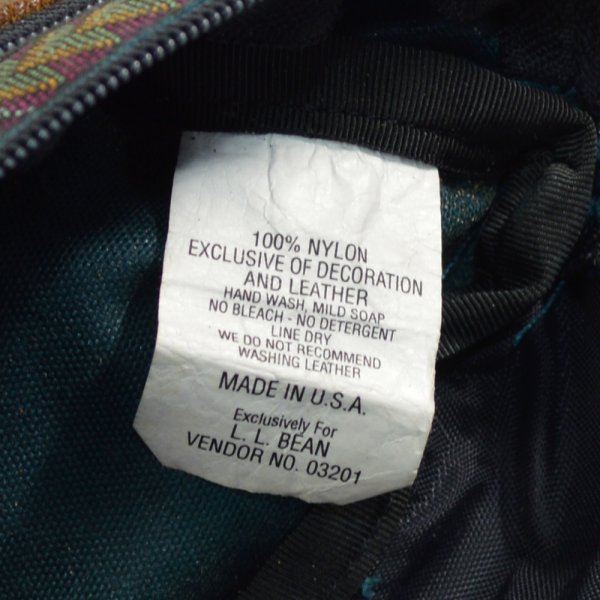 100% NYLON
EXCLUSIVE OF DECORATION
AND LEATHER
HAND WASH, MILD SOAP
NO BLEACH - NO DETERGENT
LINE DRY
WE DO NOT RECOMMEND
WASHING LEATHER
MADE IN U.S.A.
Exclusively For
L. L. BEAN
VENDOR NO. 03201